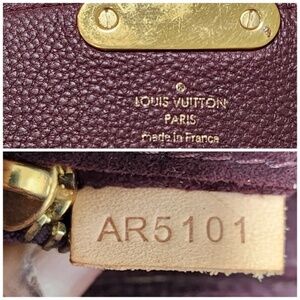 LOUIS VUITTON
PARIS
made in France
AR5101